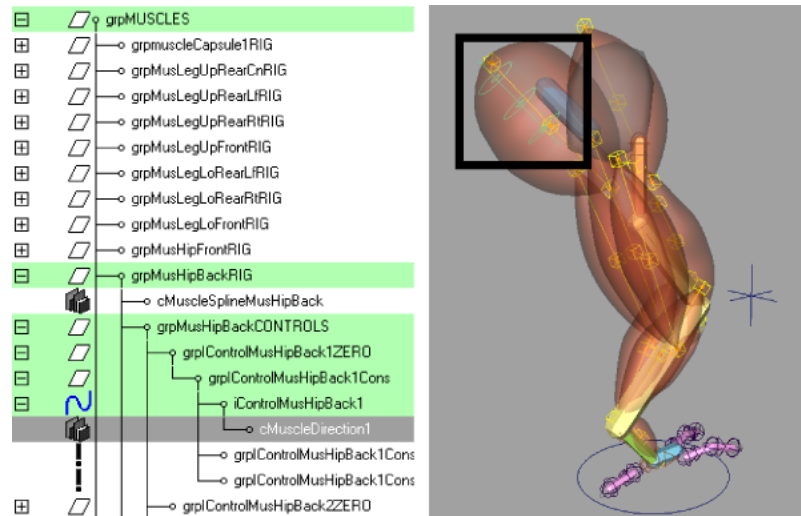 grpMUSCLES
grpmuscleCapsule1RIG
grpMusLegUpRearCnRIG
grpMusLegUpRearLfRIG
grpMusLegUpRearRtRIG
grpMusLegUpFrontRIG
grpMusLegLoRearLfRIG
grpMusLegLoRearRtRIG
grpMusLegLoFrontRIG
grpMusHipFrontRIG
grpMusHipBackRIG
cMuscleSplineMusHipBack
grpMusHipBackCONTROLS
grpIControlMusHipBack1ZERO
grpIControlMusHipBack1Cons
iControlMusHipBack1
cMuscleDirection1
grpIControlMusHipBack1Cons
grpIControlMusHipBack1Cons
grpIControlMusHipBack2ZERO